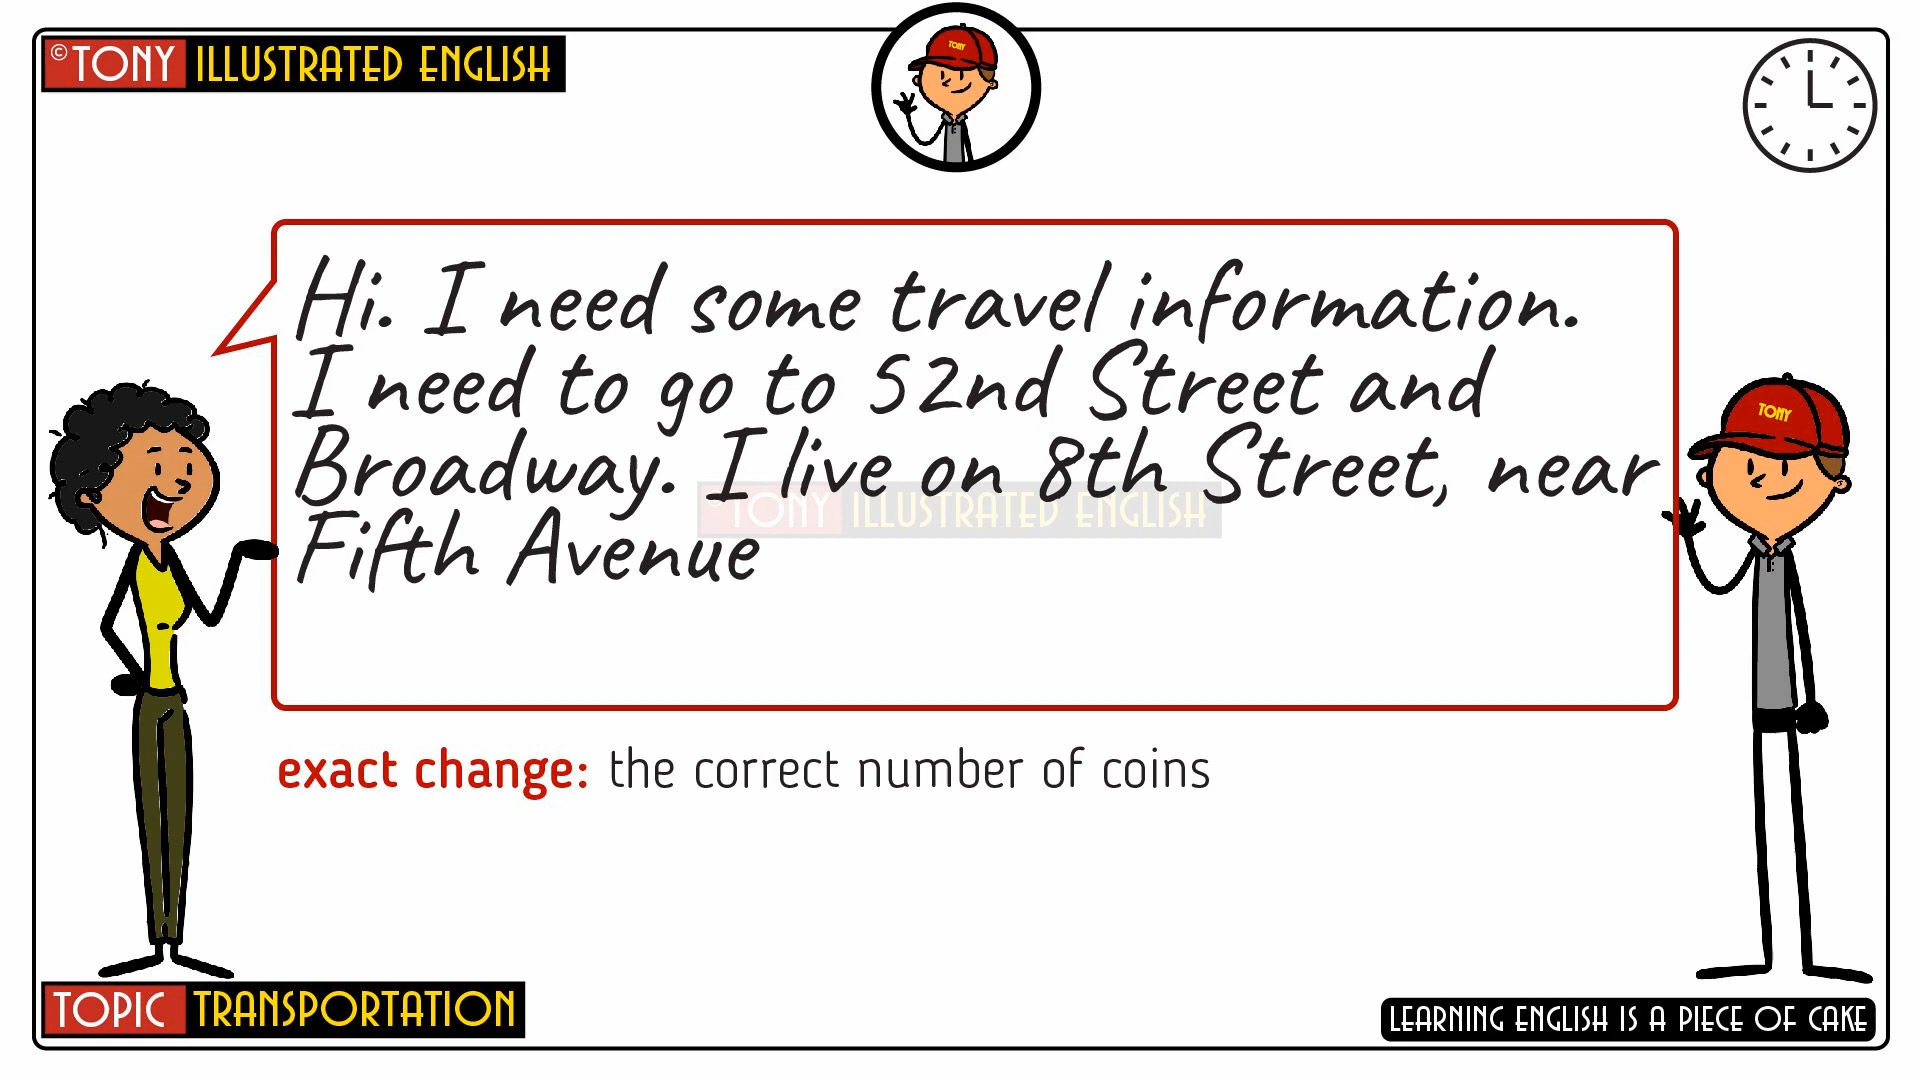 ©TONY ILLUSTRATED ENGLISH
TONY
Hi. I need some travel information.
I need to go to 52nd Street and
Broadway. I live on 8th Street, near
Fifth Avenue
©TONY ILLUSTRATED ENGLISH
TONY
exact change: the correct number of coins
TOPIC TRANSPORTATION
LEARNING ENGLISH IS A PIECE OF CAKE